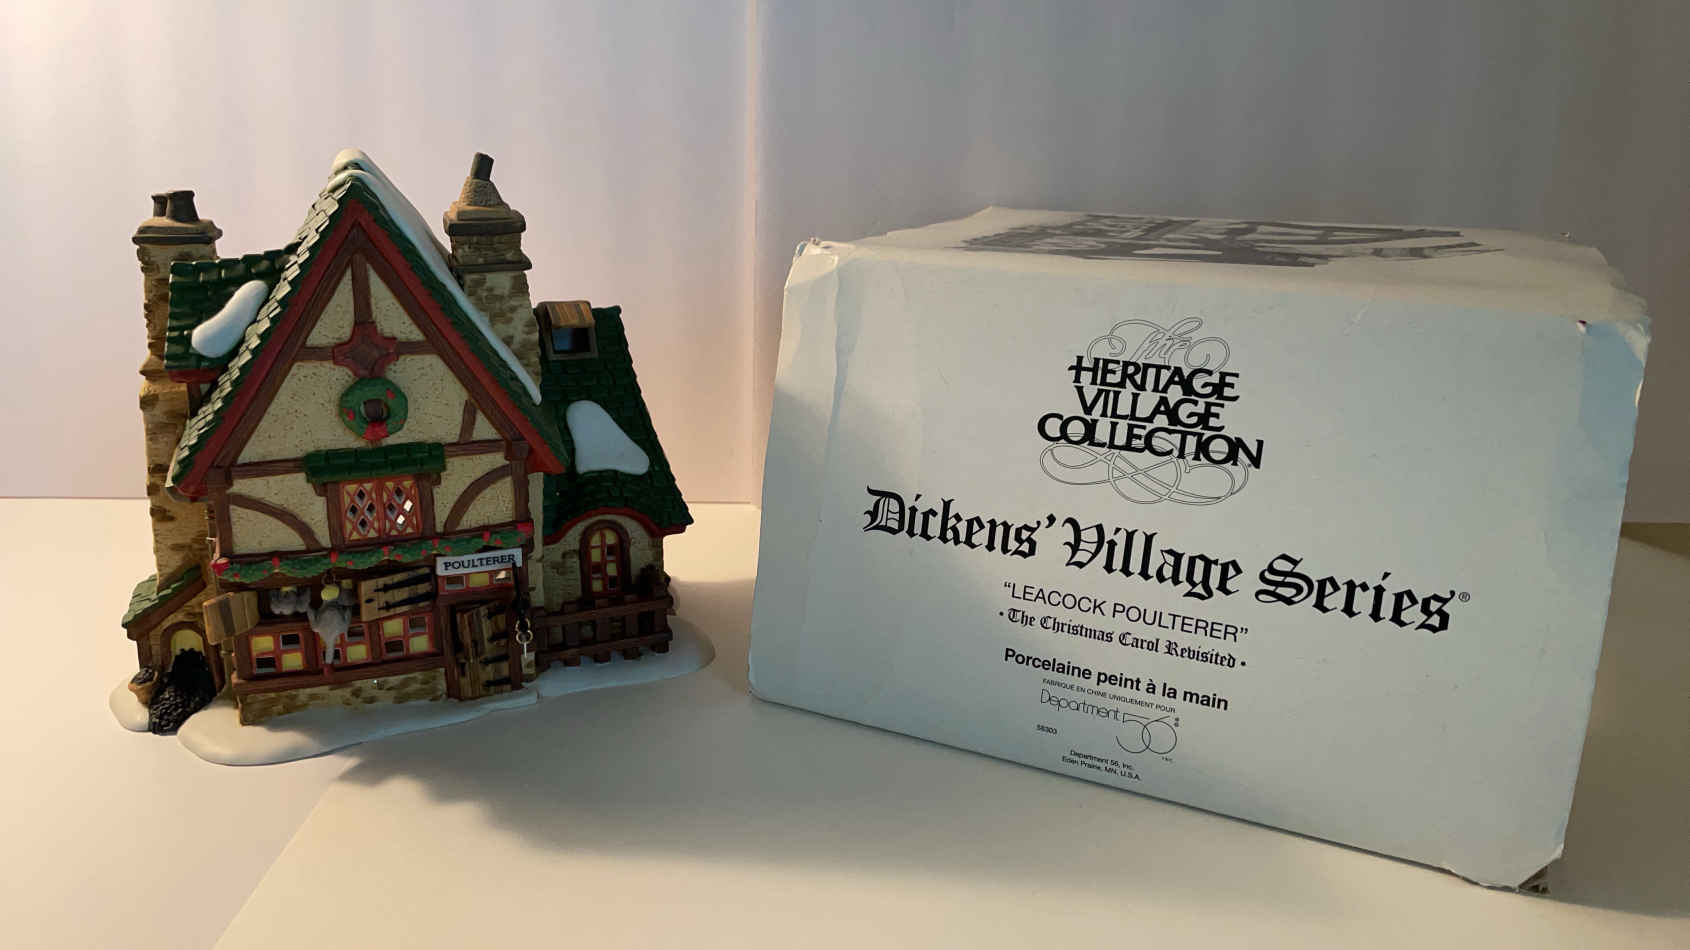 POULTERER
The
HERITAGE
VILLAGE
COLLECTION
Dickens' Village Series®
“LEACOCK POULTERER”
• The Christmas Carol Revisited •
Porcelaine peint à la main
FABRIQUÉ EN CHINE UNIQUEMENT POUR
Department 56
58303
Department 56, Inc.
Eden Prairie, MN, U.S.A.